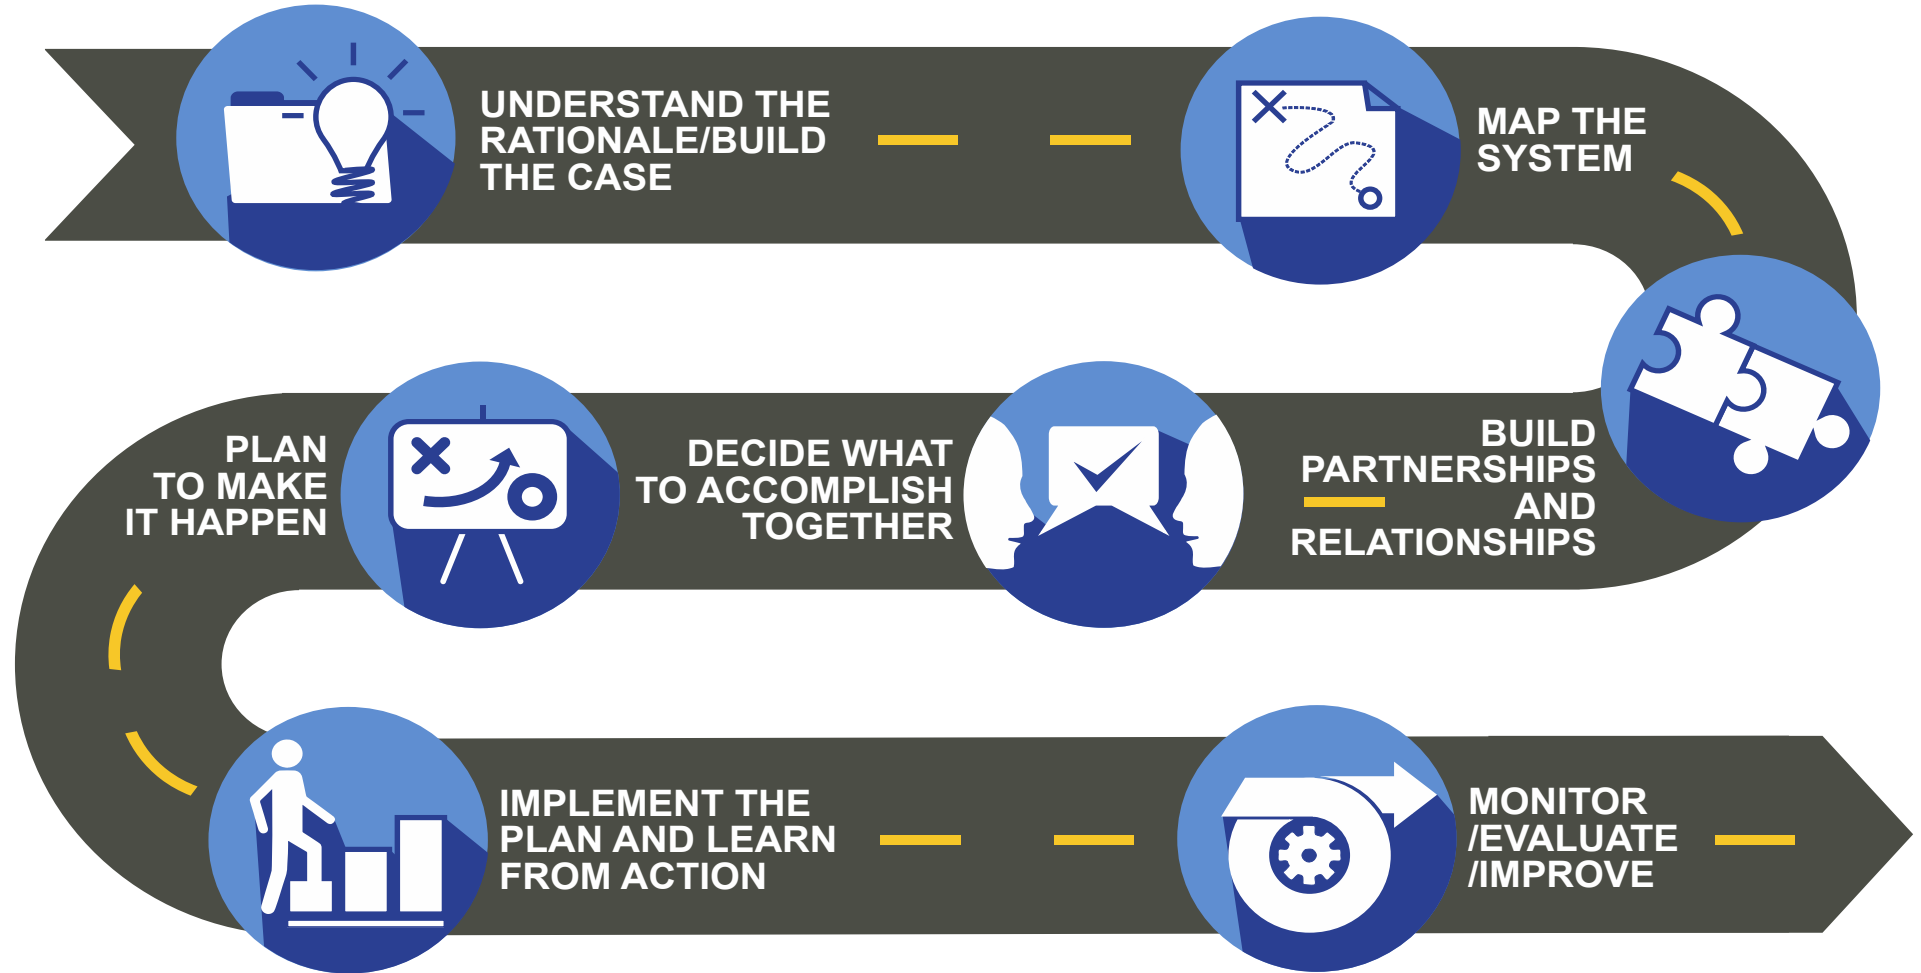 UNDERSTAND THE
RATIONALE/BUILD
THE CASE
MAP THE
SYSTEM
BUILD
PARTNERSHIPS
AND
RELATIONSHIPS
DECIDE WHAT
TO ACCOMPLISH
TOGETHER
PLAN
TO MAKE
IT HAPPEN
IMPLEMENT THE
PLAN AND LEARN
FROM ACTION
MONITOR
/EVALUATE
/IMPROVE